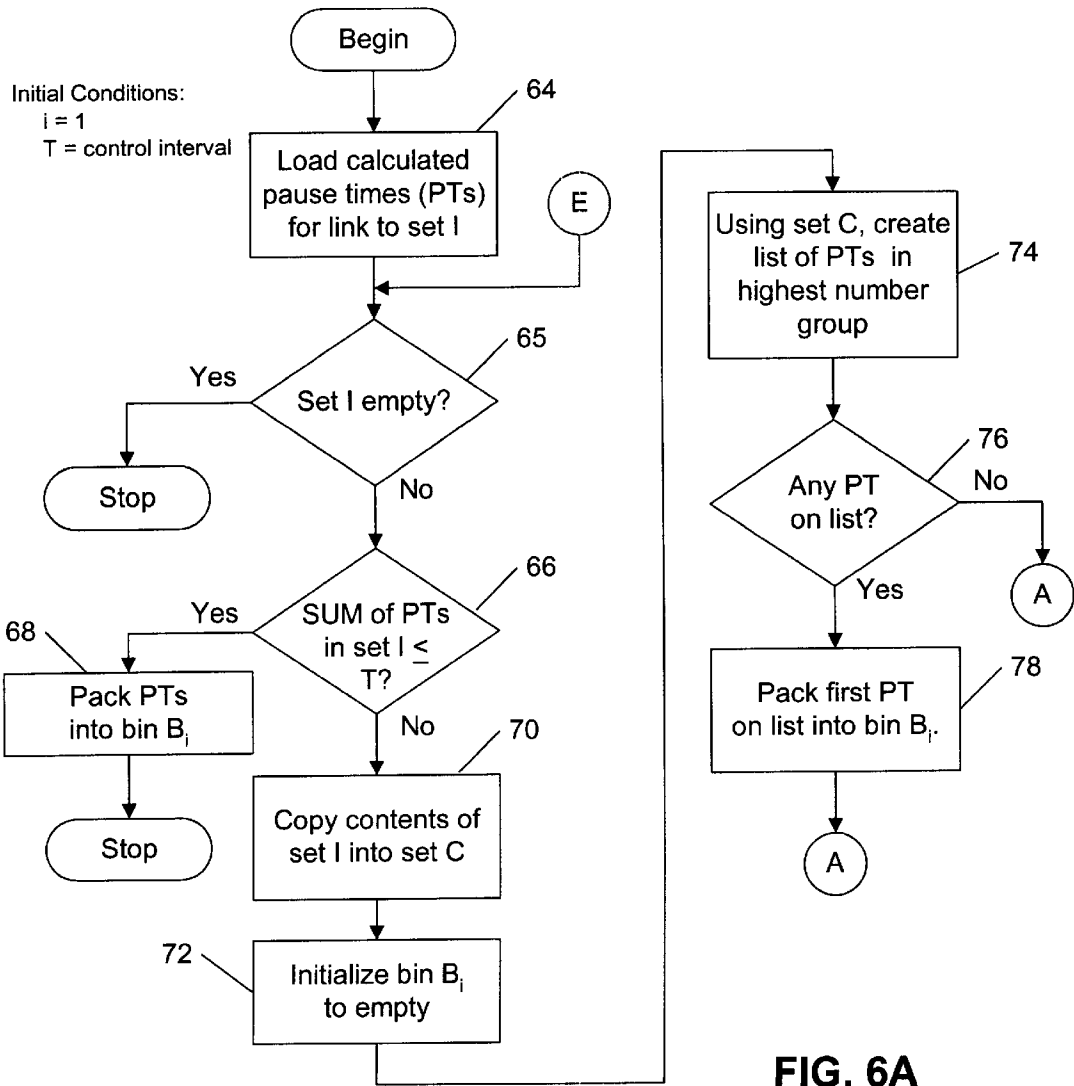 Begin
Initial Conditions:
i = 1
T = control interval
64
Load calculated
pause times (PTs)
for link to set I
E
65
Yes
Set I empty?
Stop
No
66
Yes
SUM of PTs
in set I ≤
T?
68
Pack PTs
into bin Bi
No
Stop
70
Copy contents of
set I into set C
72
Initialize bin Bi
to empty
Using set C, create
list of PTs in
highest number
group
74
76
Any PT
on list?
No
A
Yes
78
Pack first PT
on list into bin Bi.
A
FIG. 6A